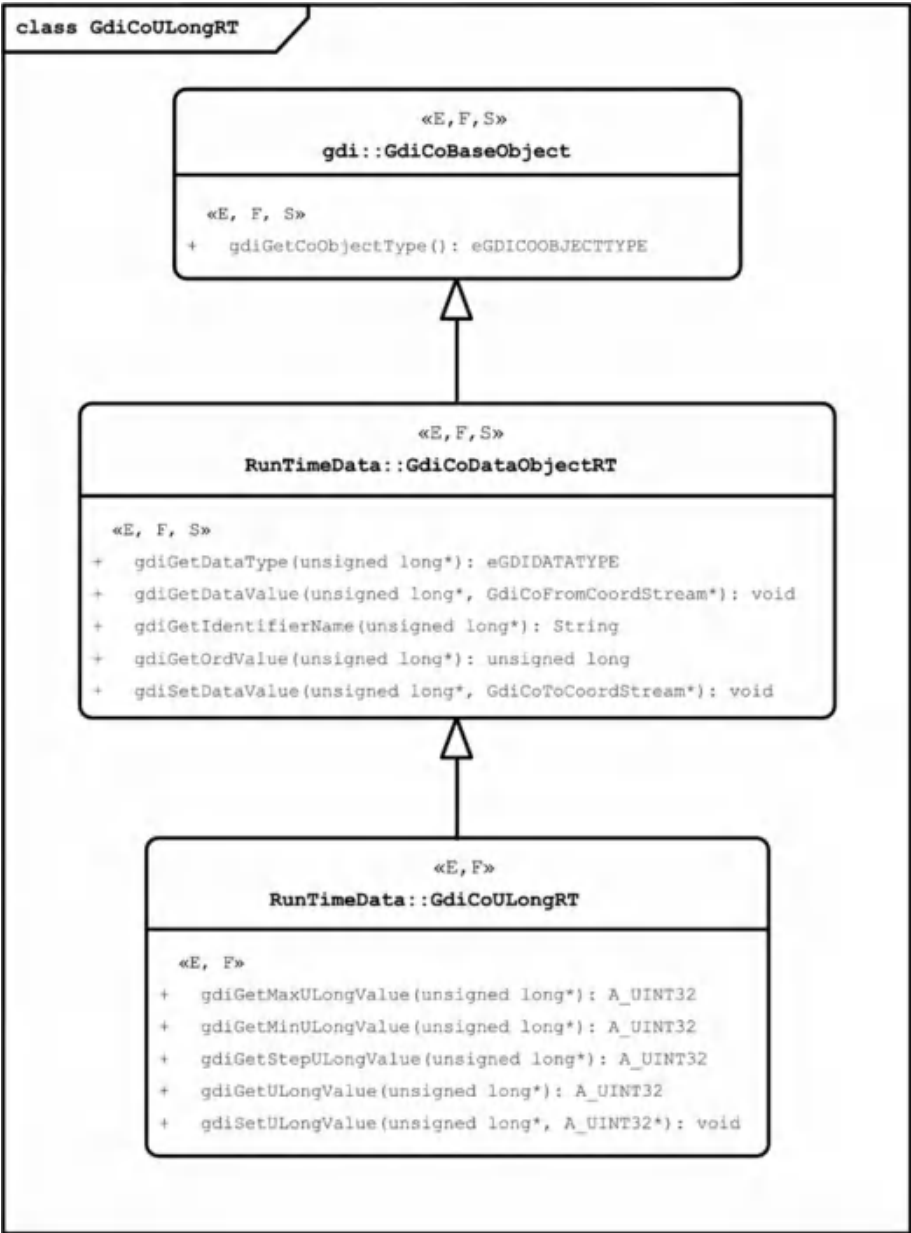 class GdiCoULongRT
«E,F,S»
gdi::GdiCoBaseObject
«E, F, S»
+ gdiGetCoObjectType(): eGDICOOBJECTTYPE
«E,F,S»
RunTimeData::GdiCoDataObjectRT
«E, F, S»
+ gdiGetDataType(unsigned long*): eGDIDATATYPE
+ gdiGetDataValue(unsigned long*, GdiCoFromCoordStream*): void
+ gdiGetIdentifierName(unsigned long*): String
+ gdiGetOrdValue(unsigned long*): unsigned long
+ gdiSetDataValue(unsigned long*, GdiCoToCoordStream*): void
«E,F»
RunTimeData::GdiCoULongRT
«E, F»
+ gdiGetMaxULongValue(unsigned long*): A_UINT32
+ gdiGetMinULongValue(unsigned long*): A_UINT32
+ gdiGetStepULongValue(unsigned long*): A_UINT32
+ gdiGetULongValue(unsigned long*): A_UINT32
+ gdiSetULongValue(unsigned long*, A_UINT32*): void